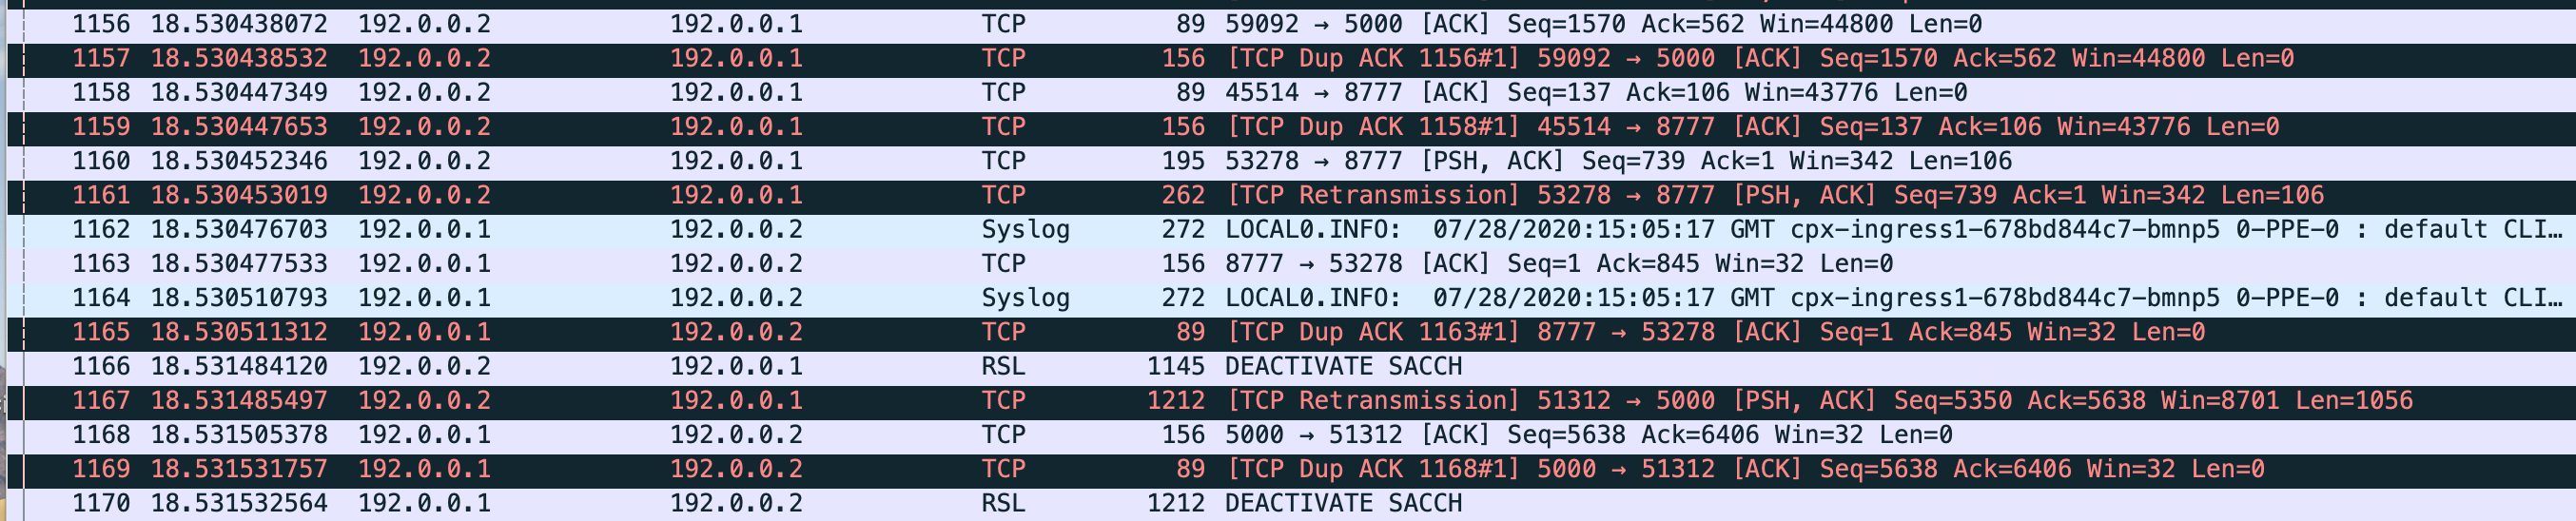 1156 18.530438072 192.0.0.2 192.0.0.1 TCP 89 59092 → 5000 [ACK] Seq=1570 Ack=562 Win=44800 Len=0
1157 18.530438532 192.0.0.2 192.0.0.1 TCP 156 [TCP Dup ACK 1156#1] 59092 → 5000 [ACK] Seq=1570 Ack=562 Win=44800 Len=0
1158 18.530447349 192.0.0.2 192.0.0.1 TCP 89 45514 → 8777 [ACK] Seq=137 Ack=106 Win=43776 Len=0
1159 18.530447653 192.0.0.2 192.0.0.1 TCP 156 [TCP Dup ACK 1158#1] 45514 → 8777 [ACK] Seq=137 Ack=106 Win=43776 Len=0
1160 18.530452346 192.0.0.2 192.0.0.1 TCP 195 53278 → 8777 [PSH, ACK] Seq=739 Ack=1 Win=342 Len=106
1161 18.530453019 192.0.0.2 192.0.0.1 TCP 262 [TCP Retransmission] 53278 → 8777 [PSH, ACK] Seq=739 Ack=1 Win=342 Len=106
1162 18.530476703 192.0.0.1 192.0.0.2 Syslog 272 LOCAL0.INFO:  07/28/2020:15:05:17 GMT cpx-ingress1-678bd844c7-bmnp5 0-PPE-0 : default CLI…
1163 18.530477533 192.0.0.1 192.0.0.2 TCP 156 8777 → 53278 [ACK] Seq=1 Ack=845 Win=32 Len=0
1164 18.530510793 192.0.0.1 192.0.0.2 Syslog 272 LOCAL0.INFO:  07/28/2020:15:05:17 GMT cpx-ingress1-678bd844c7-bmnp5 0-PPE-0 : default CLI…
1165 18.530511312 192.0.0.1 192.0.0.2 TCP 89 [TCP Dup ACK 1163#1] 8777 → 53278 [ACK] Seq=1 Ack=845 Win=32 Len=0
1166 18.531484120 192.0.0.2 192.0.0.1 RSL 1145 DEACTIVATE SACCH
1167 18.531485497 192.0.0.2 192.0.0.1 TCP 1212 [TCP Retransmission] 51312 → 5000 [PSH, ACK] Seq=5350 Ack=5638 Win=8701 Len=1056
1168 18.531505378 192.0.0.1 192.0.0.2 TCP 156 5000 → 51312 [ACK] Seq=5638 Ack=6406 Win=32 Len=0
1169 18.531531757 192.0.0.1 192.0.0.2 TCP 89 [TCP Dup ACK 1168#1] 5000 → 51312 [ACK] Seq=5638 Ack=6406 Win=32 Len=0
1170 18.531532564 192.0.0.1 192.0.0.2 RSL 1212 DEACTIVATE SACCH